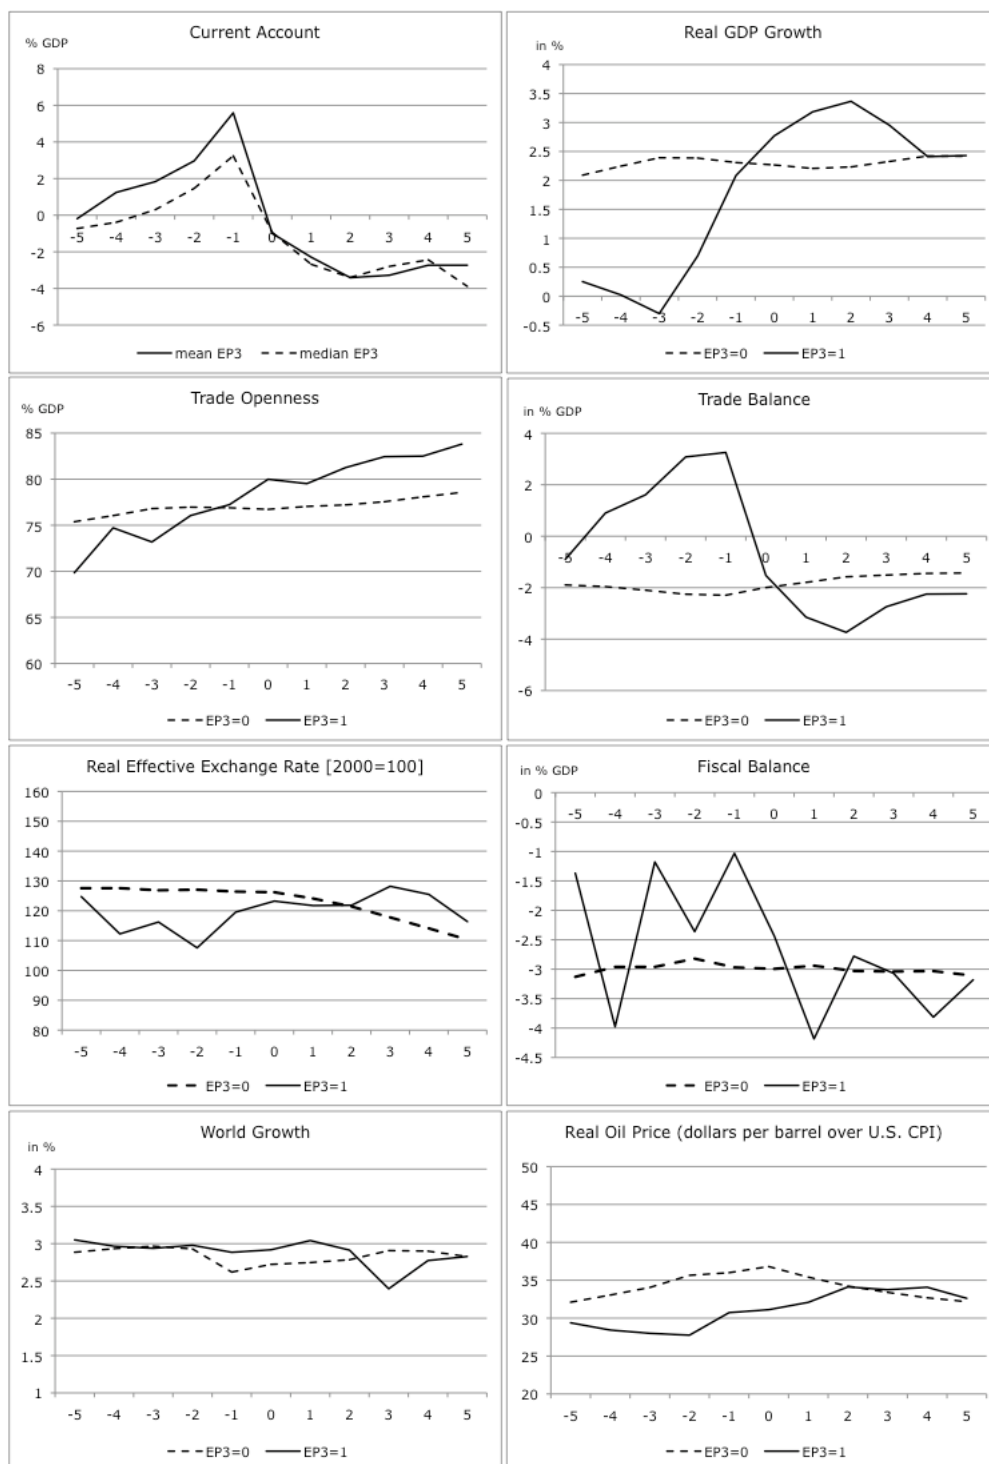 Current Account
% GDP
8
6
4
2
0
-2
-4
-6
-5 -4 -3 -2 -1 0 1 2 3 4 5
mean EP3 median EP3
Real GDP Growth
in %
4
3.5
3
2.5
2
1.5
1
0.5
0
-0.5
-5 -4 -3 -2 -1 0 1 2 3 4 5
EP3=0 EP3=1
Trade Openness
% GDP
85
80
75
70
65
60
-5 -4 -3 -2 -1 0 1 2 3 4 5
EP3=0 EP3=1
Trade Balance
in % GDP
4
2
0
-2
-4
-6
-5 -4 -3 -2 -1 0 1 2 3 4 5
EP3=0 EP3=1
Real Effective Exchange Rate [2000=100]
160
150
140
130
120
110
100
90
80
-5 -4 -3 -2 -1 0 1 2 3 4 5
EP3=0 EP3=1
Fiscal Balance
in % GDP
0
-0.5
-1
-1.5
-2
-2.5
-3
-3.5
-4
-4.5
-5 -4 -3 -2 -1 0 1 2 3 4 5
EP3=0 EP3=1
World Growth
in %
4
3.5
3
2.5
2
1.5
1
-5 -4 -3 -2 -1 0 1 2 3 4 5
EP3=0 EP3=1
Real Oil Price (dollars per barrel over U.S. CPI)
50
45
40
35
30
25
20
-5 -4 -3 -2 -1 0 1 2 3 4 5
EP3=0 EP3=1